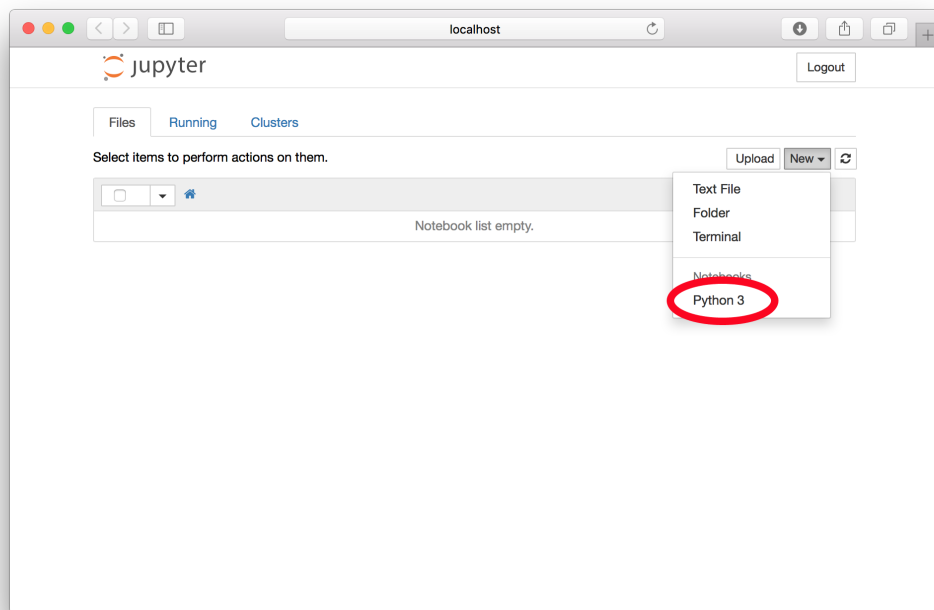 localhost
jupyter
Logout
Files Running Clusters
Select items to perform actions on them.
Upload New
Text File
Folder
Terminal
Notebook list empty.
Notebooks
Python 3